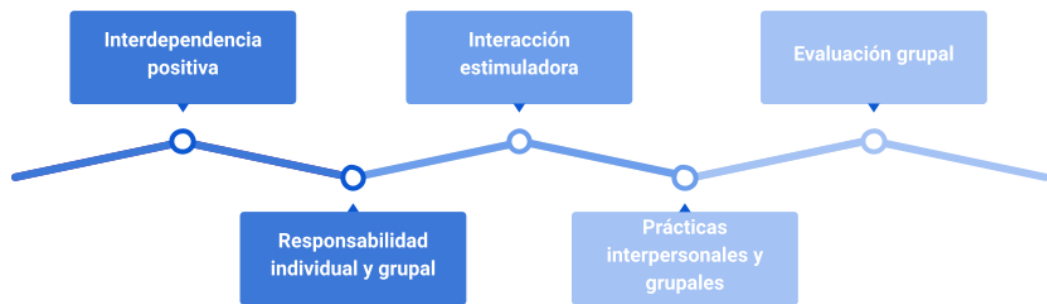 Interdependencia
positiva
Interacción
estimuladora
Evaluación grupal
Responsabilidad
individual y grupal
Prácticas
interpersonales y
grupales